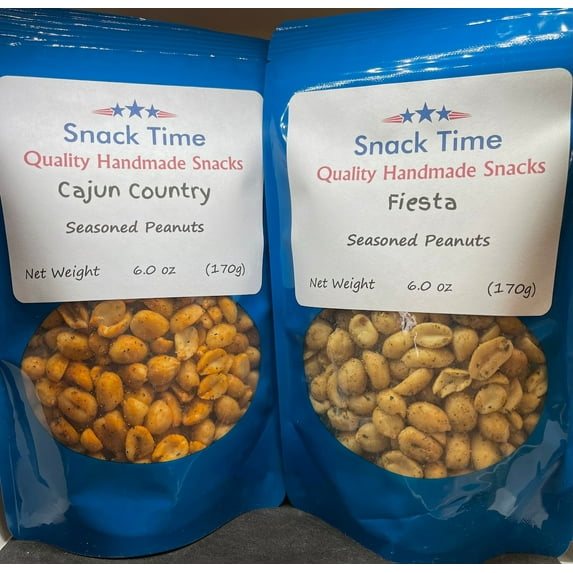 Snack Time
Quality Handmade Snacks
Cajun Country
Seasoned Peanuts
Net Weight 6.0 oz (170g)
Snack Time
Quality Handmade Snacks
Fiesta
Seasoned Peanuts
Net Weight 6.0 oz (170g)